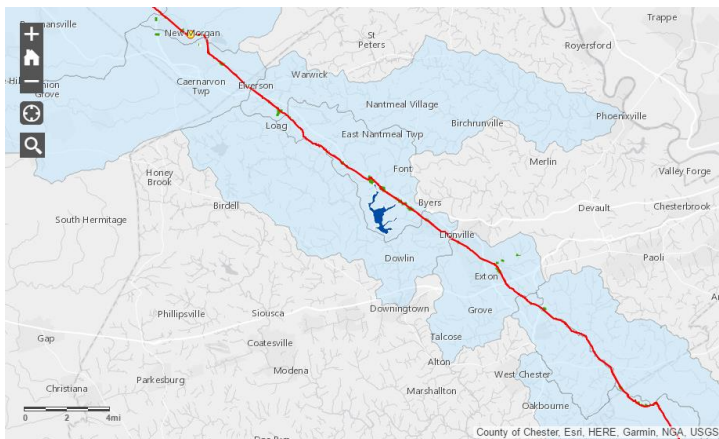 St
Peters
Trappe
Royersford
New Morgan
Caernarvon
Twp
Elverson
Warwick
Nantmeal Village
Phoenixville
Loag
East Nantmeal Twp
Birchrunville
Font
Merlin
Valley Forge
Honey
Brook
Birdell
Byers
Devault
Chesterbrook
South Hermitage
Lionville
Dowlin
Paoli
Exton
Phillipsville
Siousca
Downingtown
Grove
Gap
Coatesville
Talcose
Modena
Alton
West Chester
Christiana
Parkesburg
Marshallton
Oakbourne
0 2 4mi
County of Chester, Esri, HERE, Garmin, NGA, USGS